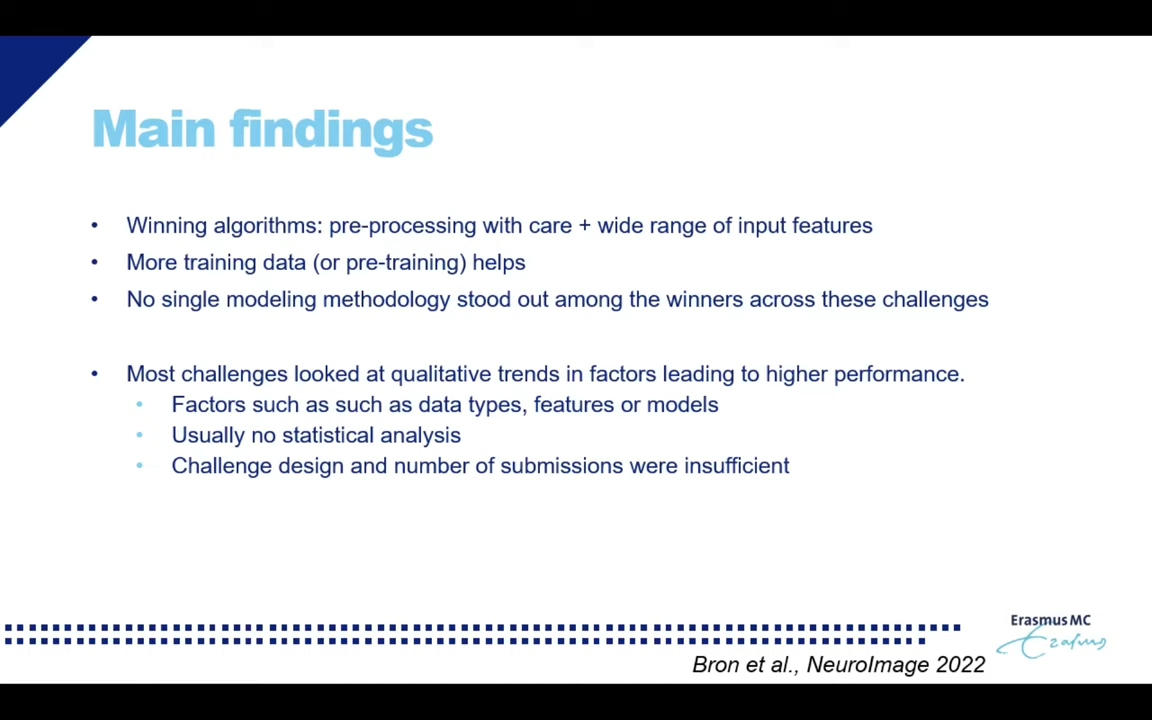 Main findings
• Winning algorithms: pre-processing with care + wide range of input features
• More training data (or pre-training) helps
• No single modeling methodology stood out among the winners across these challenges
• Most challenges looked at qualitative trends in factors leading to higher performance.
• Factors such as such as data types, features or models
• Usually no statistical analysis
• Challenge design and number of submissions were insufficient
Erasmus MC
Erasmus
Bron et al., NeuroImage 2022